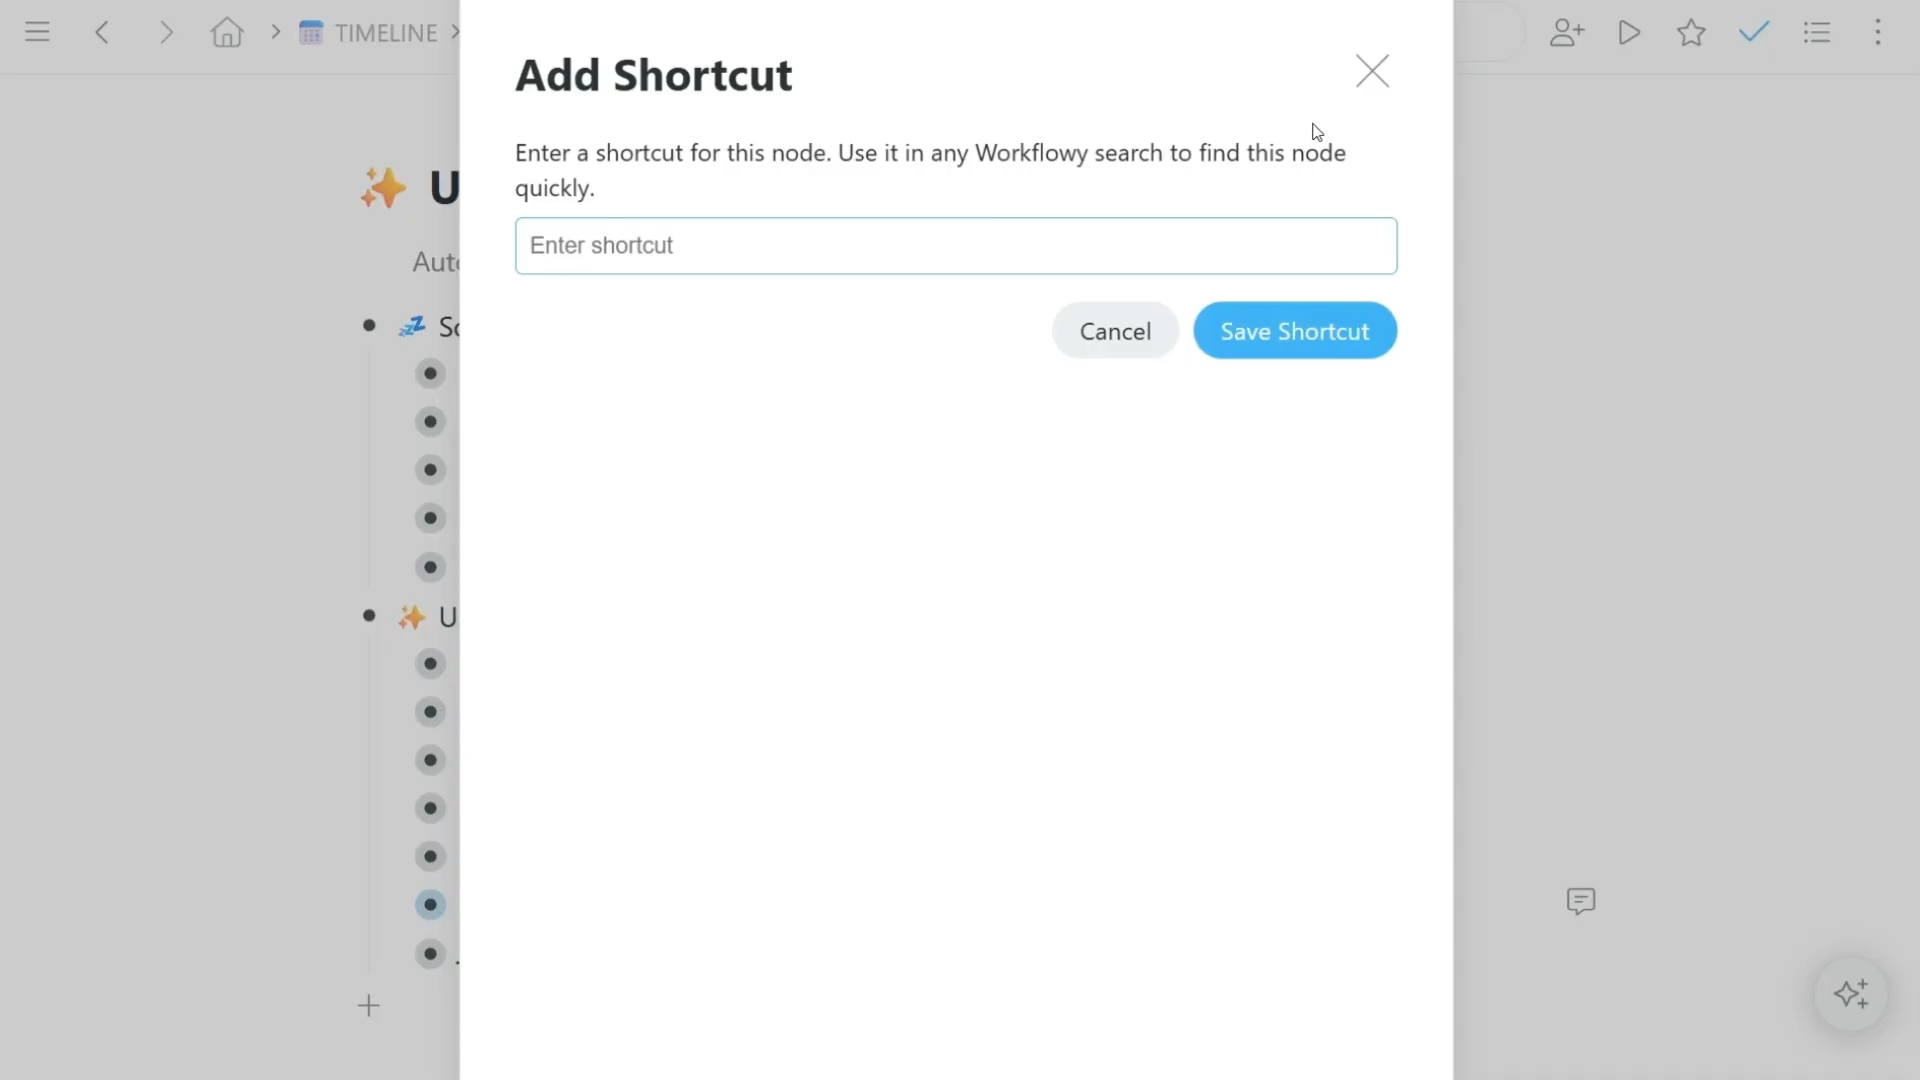 TIMELINE
Add Shortcut
Enter a shortcut for this node. Use it in any Workflowy search to find this node
quickly.
Enter shortcut
Cancel
Save Shortcut